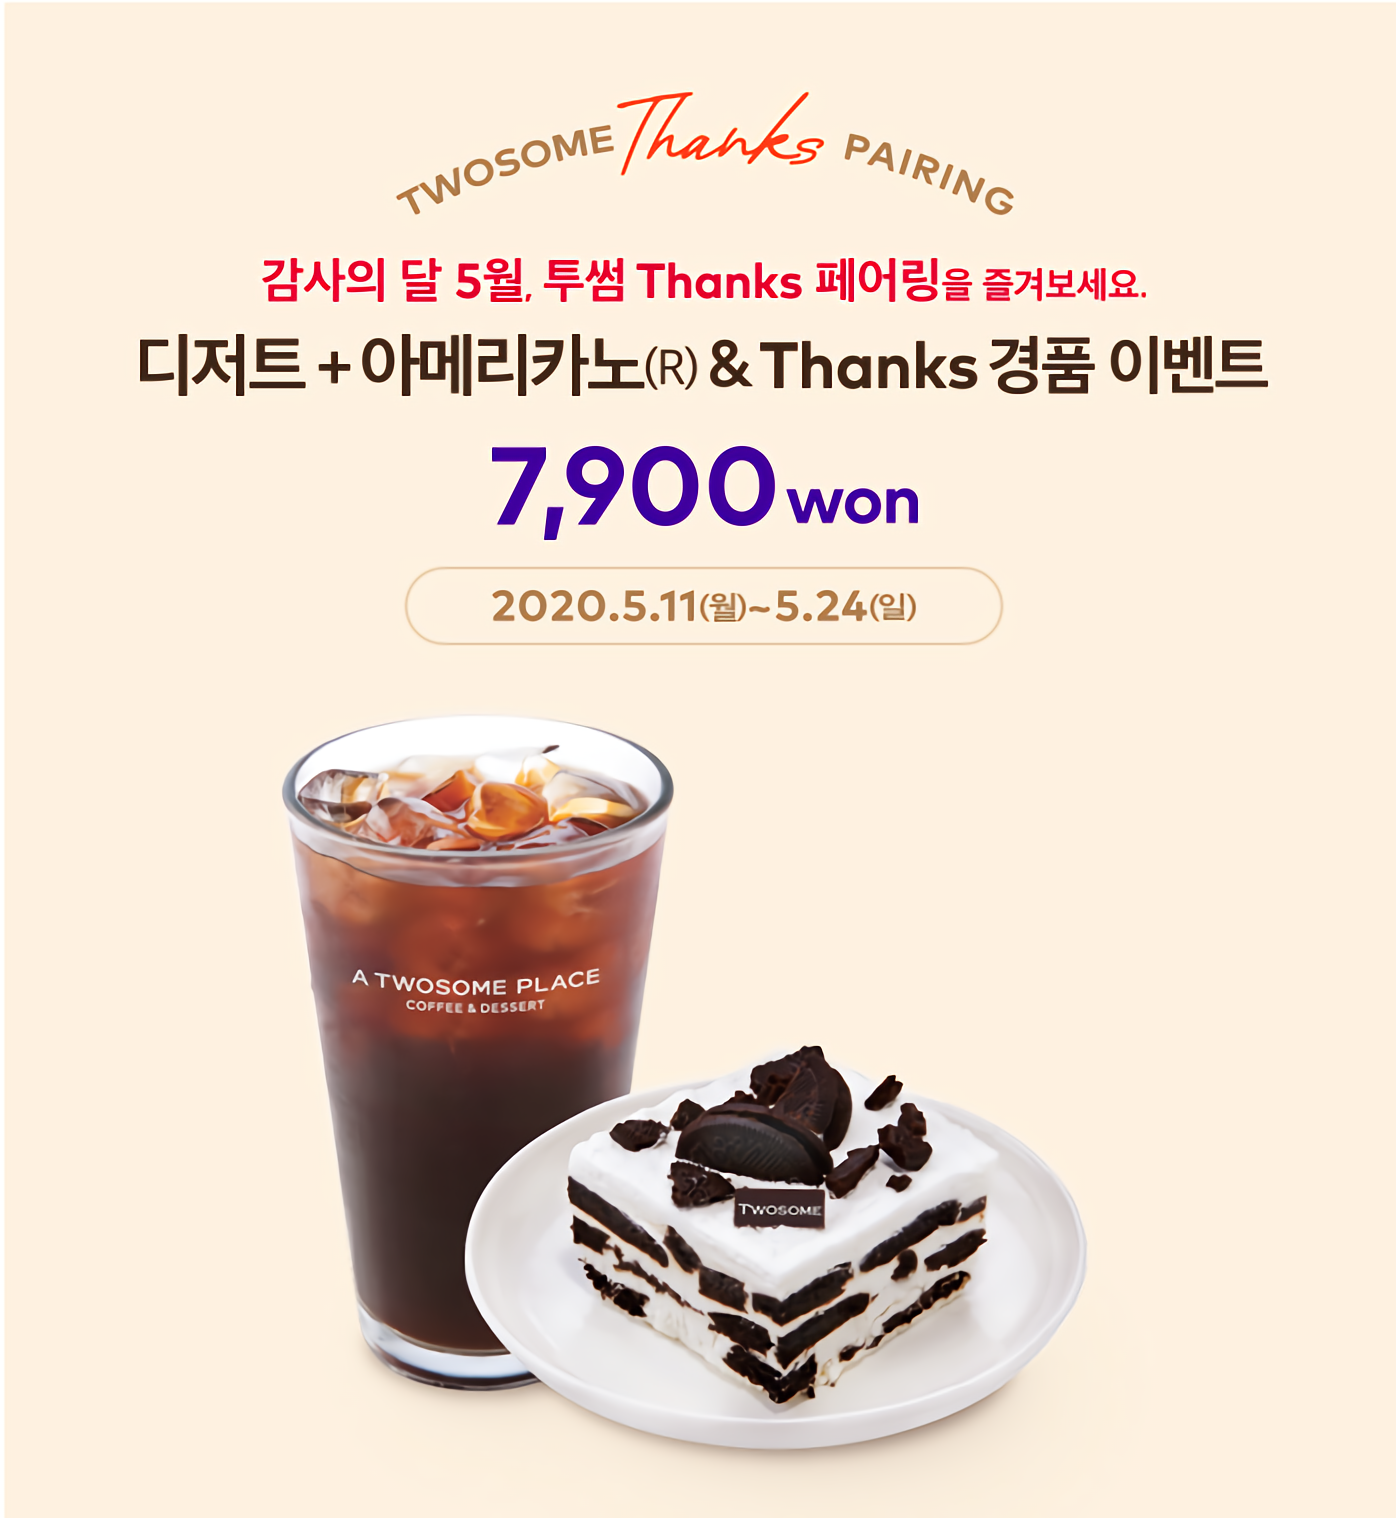 TWOSOME Thanks PAIRING
감사의 달 5월, 투썸 Thanks 페어링을 즐겨보세요.
디저트 + 아메리카노(R) & Thanks 경품 이벤트
7,900 won
2020.5.11(월)~5.24(일)
A TWOSOME PLACE
COFFEE & DESSERT
TWOSOME